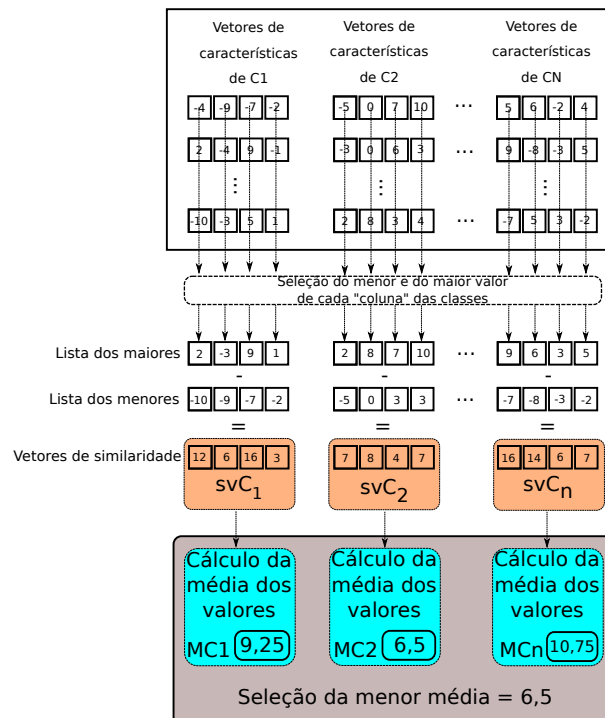 Vetores de Vetores de Vetores de
características características características
de C1 de C2 de CN
-4 -9 -7 -2 -5 0 7 10 ... 5 6 -2 4
2 -4 9 -1 -3 0 6 3 ... 9 -8 -3 5
... ... ...
-10 -3 5 1 2 8 3 4 ... -7 5 3 -2
Seleção do menor e do maior valor
de cada "coluna" das classes
Lista dos maiores 2 -3 9 1 2 8 7 10 ... 9 6 3 5
- - -
Lista dos menores -10 -9 -7 -2 -5 0 3 3 ... -7 -8 -3 -2
= = =
Vetores de similaridade 12 6 16 3 7 8 4 7 16 14 6 7
svC1 svC2 svCn
Cálculo da Cálculo da Cálculo da
média dos média dos média dos
valores valores valores
MC1 9,25 MC2 6,5 MCn 10,75
Seleção da menor média = 6,5